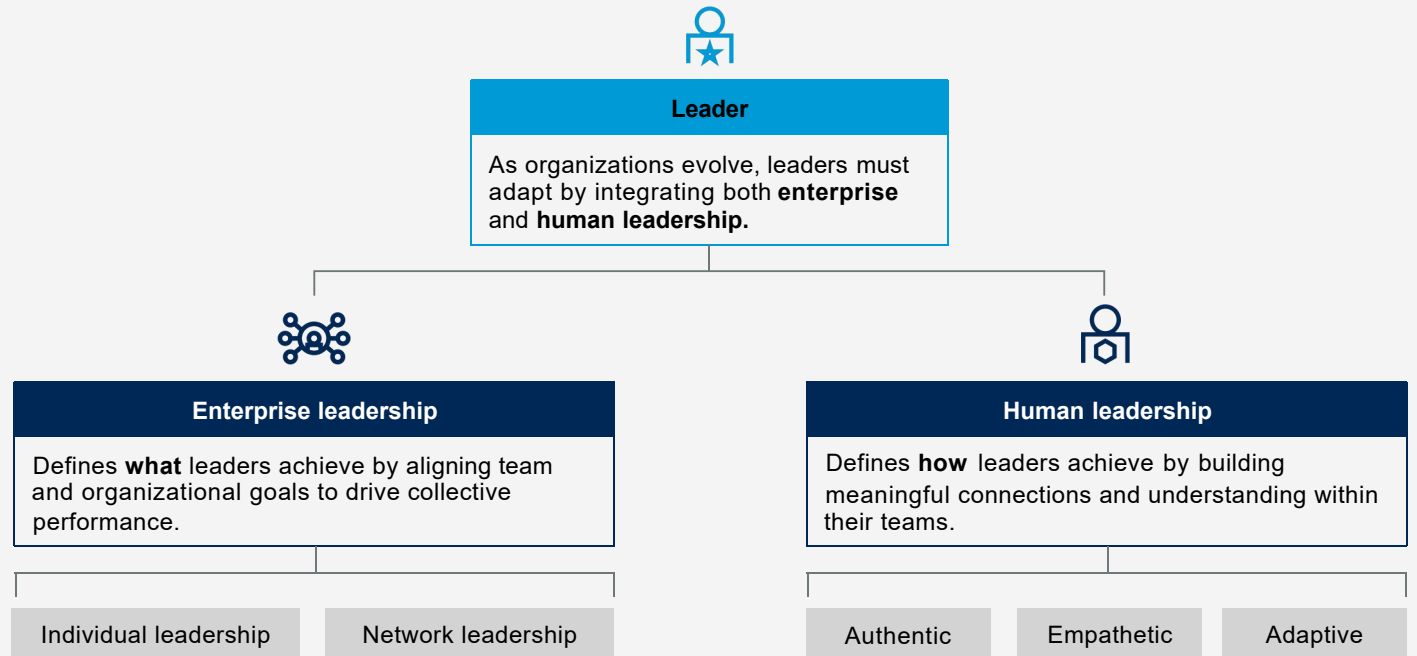 Leader
As organizations evolve, leaders must
adapt by integrating both enterprise
and human leadership.
Enterprise leadership
Defines what leaders achieve by aligning team
and organizational goals to drive collective
performance.
Individual leadership
Network leadership
Human leadership
Defines how leaders achieve by building
meaningful connections and understanding within
their teams.
Authentic
Empathetic
Adaptive